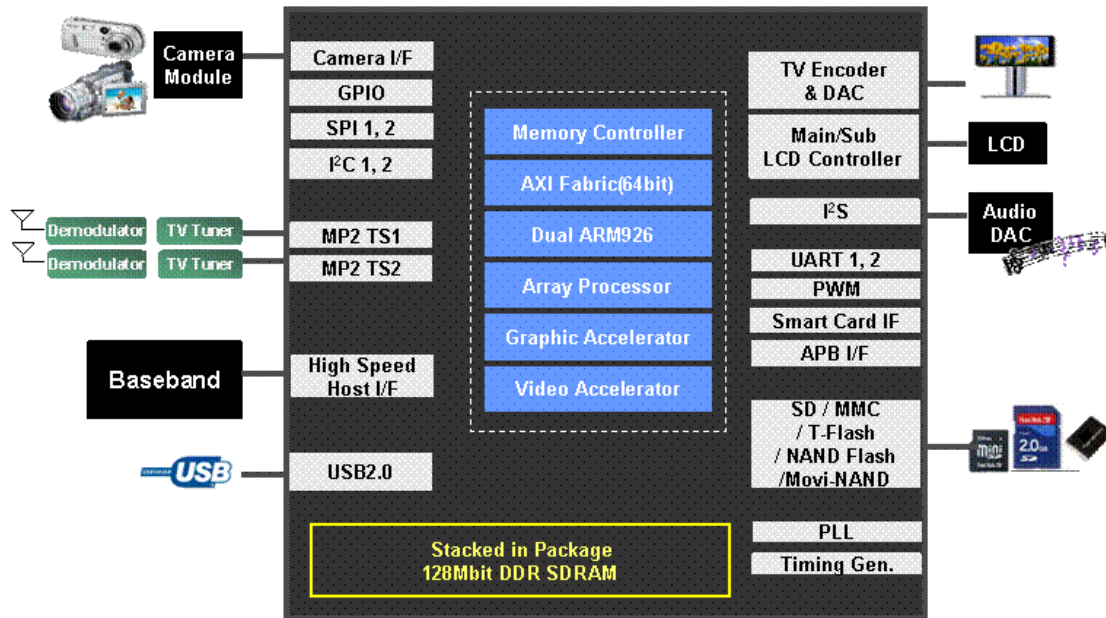 Camera
Module
Camera I/F
GPIO
SPI 1, 2
I²C 1, 2
Demodulator
TV Tuner
MP2 TS1
Demodulator
TV Tuner
MP2 TS2
Baseband
High Speed
Host I/F
USB
USB2.0
Memory Controller
AXI Fabric(64bit)
Dual ARM926
Array Processor
Graphic Accelerator
Video Accelerator
TV Encoder
& DAC
Main/Sub
LCD Controller
LCD
I²S
Audio
DAC
UART 1, 2
PWM
Smart Card IF
APB I/F
SD / MMC
/ T-Flash
/ NAND Flash
/Movi-NAND
mini
2.0GB
PLL
Timing Gen.
Stacked in Package
128Mbit DDR SDRAM